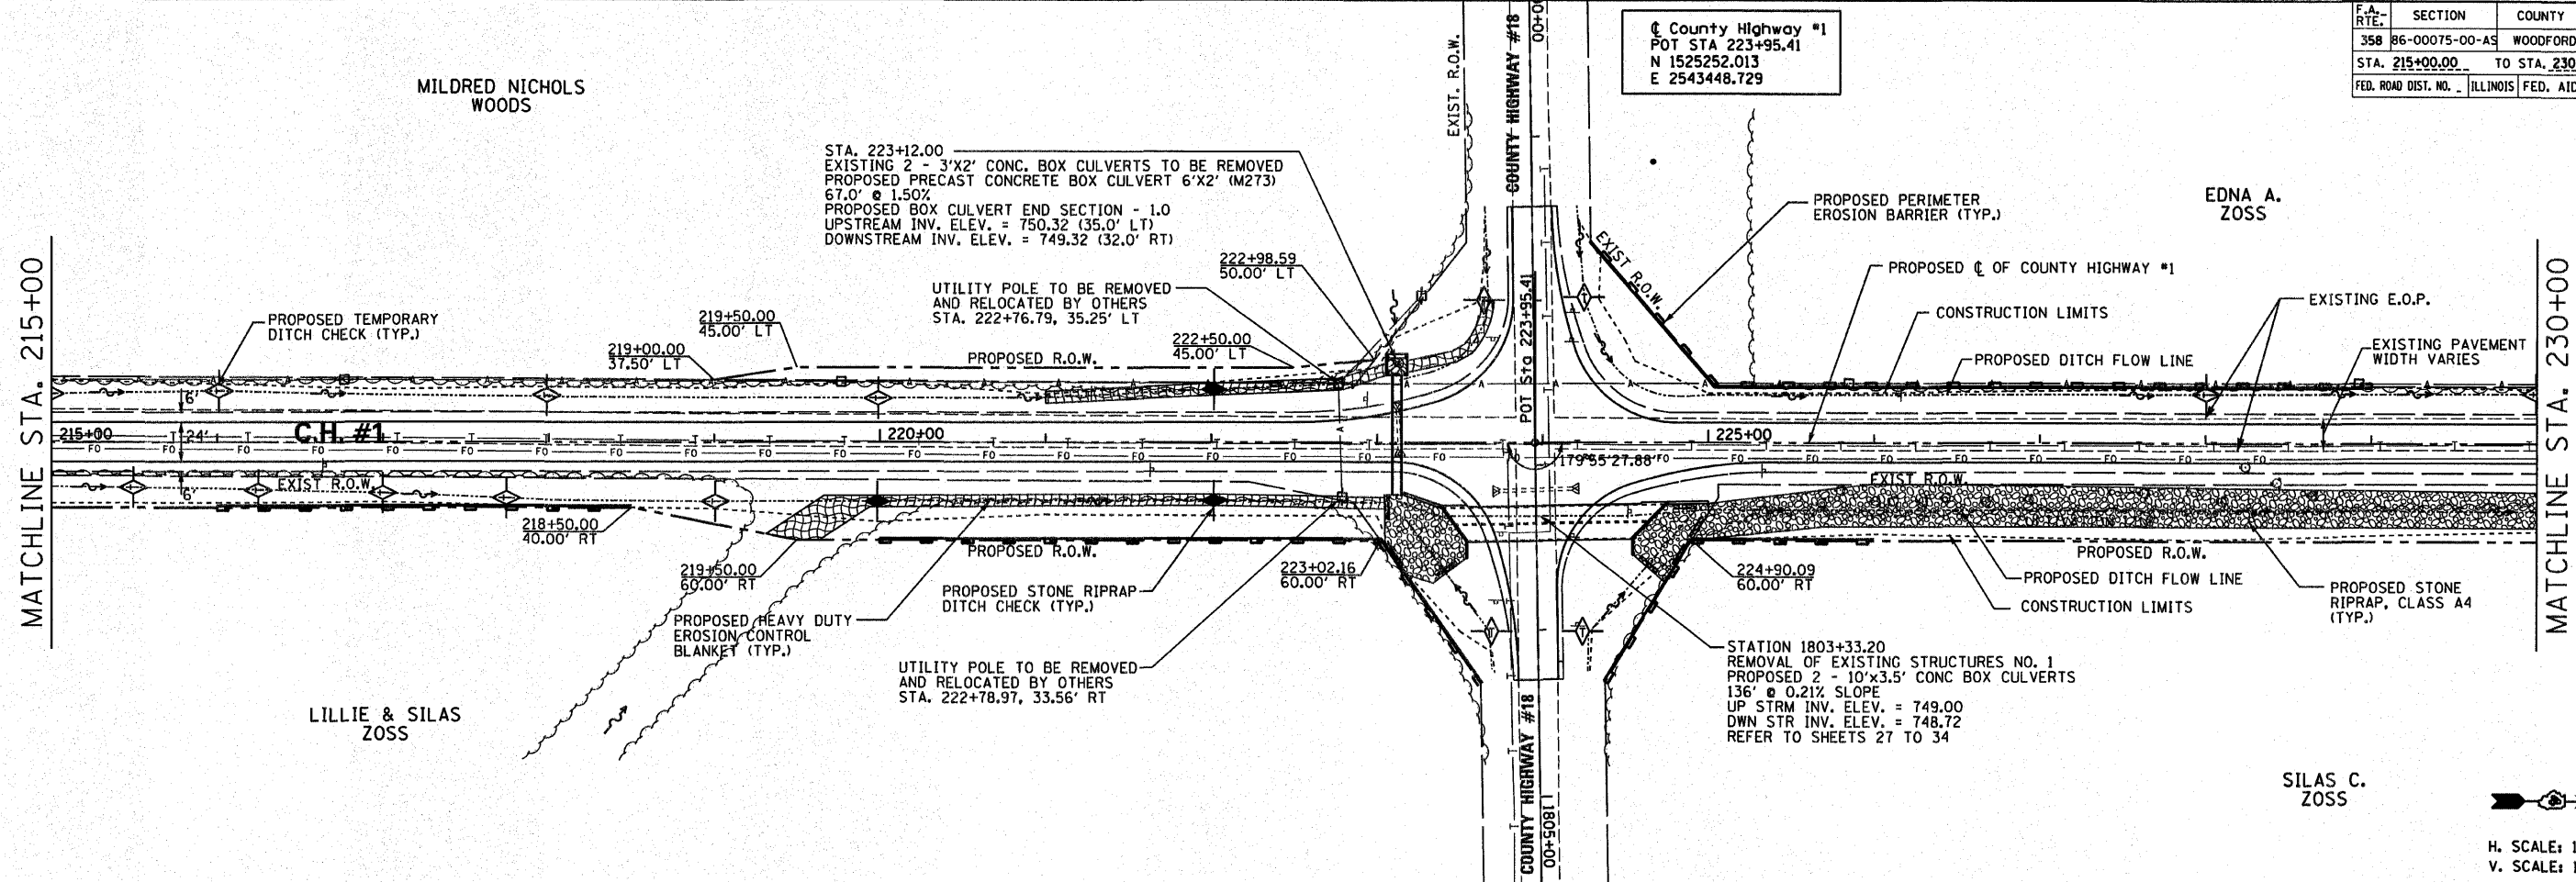 F.A.- RTE. SECTION COUNTY
358 86-00075-00-AS WOODFORD
STA. 215+00.00 TO STA. 230
FED. ROAD DIST. NO. _ ILLINOIS FED. AID
℄ County Highway #1
POT STA 223+95.41
N 1525252.013
E 2543448.729
MILDRED NICHOLS
WOODS
EXIST. R.O.W.
COUNTY HIGHWAY #18
STA. 223+12.00
EXISTING 2 - 3'X2' CONC. BOX CULVERTS TO BE REMOVED
PROPOSED PRECAST CONCRETE BOX CULVERT 6'X2' (M273)
67.0' @ 1.50%
PROPOSED BOX CULVERT END SECTION - 1.0
UPSTREAM INV. ELEV. = 750.32 (35.0' LT)
DOWNSTREAM INV. ELEV. = 749.32 (32.0' RT)
PROPOSED PERIMETER
EROSION BARRIER (TYP.)
EDNA A.
ZOSS
EXIST R.O.W.
222+98.59
50.00' LT
UTILITY POLE TO BE REMOVED
AND RELOCATED BY OTHERS
STA. 222+76.79, 35.25' LT
PROPOSED ℄ OF COUNTY HIGHWAY #1
EXISTING E.O.P.
CONSTRUCTION LIMITS
PROPOSED TEMPORARY
DITCH CHECK (TYP.)
219+50.00
45.00' LT
219+00.00
37.50' LT
222+50.00
45.00' LT
PROPOSED R.O.W.
POT Sta 223+95.41
PROPOSED DITCH FLOW LINE
EXISTING PAVEMENT
WIDTH VARIES
MATCHLINE STA. 215+00
MATCHLINE STA. 230+00
6'
24'
6'
215+00
C.H. #1
220+00
225+00
179°55'27.88"
EXIST R.O.W.
EXIST R.O.W.
218+50.00
40.00' RT
PROPOSED R.O.W.
219+50.00
60.00' RT
PROPOSED STONE RIPRAP
DITCH CHECK (TYP.)
223+02.16
60.00' RT
224+90.09
60.00' RT
PROPOSED R.O.W.
PROPOSED DITCH FLOW LINE
CONSTRUCTION LIMITS
PROPOSED STONE
RIPRAP, CLASS A4
(TYP.)
PROPOSED HEAVY DUTY
EROSION CONTROL
BLANKET (TYP.)
UTILITY POLE TO BE REMOVED
AND RELOCATED BY OTHERS
STA. 222+78.97, 33.56' RT
STATION 1803+33.20
REMOVAL OF EXISTING STRUCTURES NO. 1
PROPOSED 2 - 10'x3.5' CONC BOX CULVERTS
136' @ 0.21% SLOPE
UP STRM INV. ELEV. = 749.00
DWN STR INV. ELEV. = 748.72
REFER TO SHEETS 27 TO 34
LILLIE & SILAS
ZOSS
COUNTY HIGHWAY #18
1805+00
SILAS C.
ZOSS
H. SCALE: 1
V. SCALE: 1